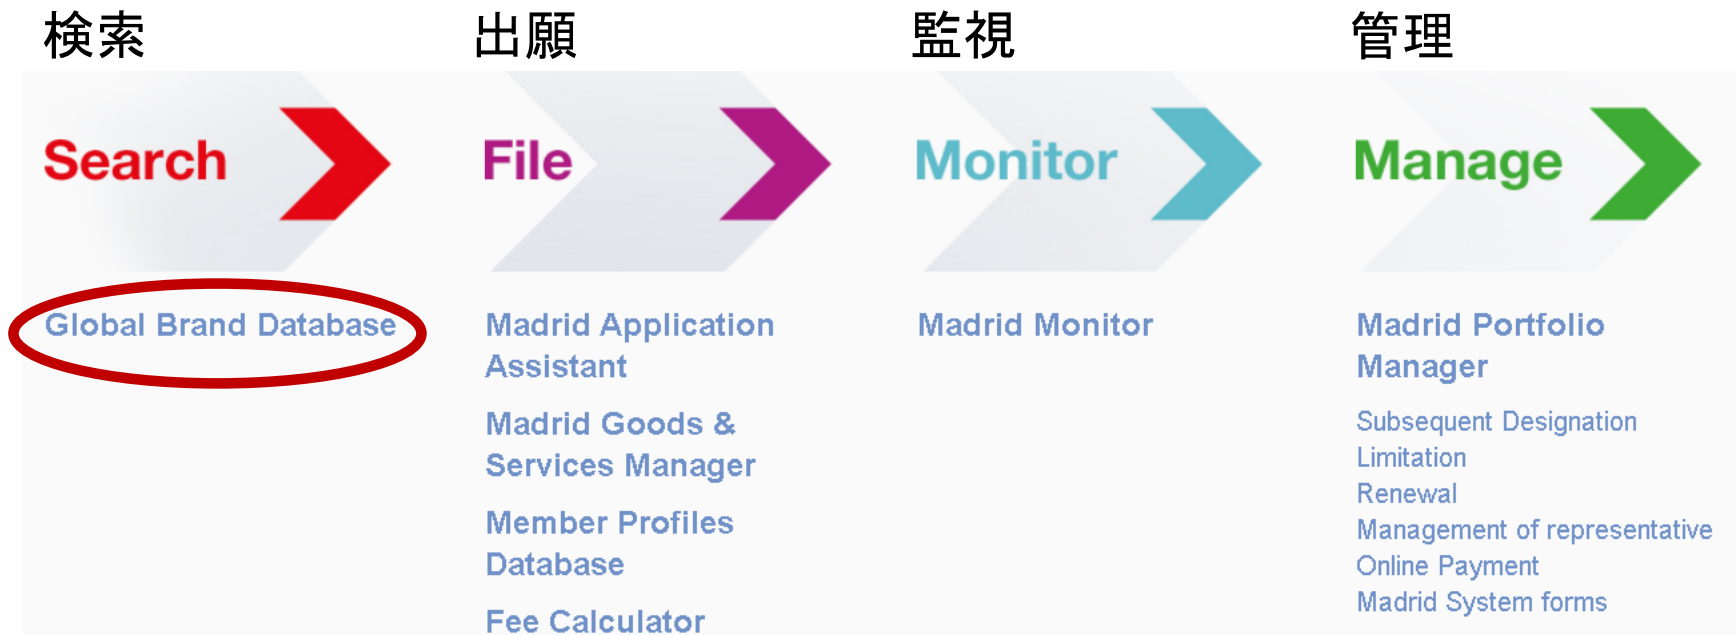 検索
出願
監視
管理
Search
File
Monitor
Manage
Global Brand Database
Madrid Application
Assistant
Madrid Goods &
Services Manager
Member Profiles
Database
Fee Calculator
Madrid Monitor
Madrid Portfolio
Manager
Subsequent Designation
Limitation
Renewal
Management of representative
Online Payment
Madrid System forms